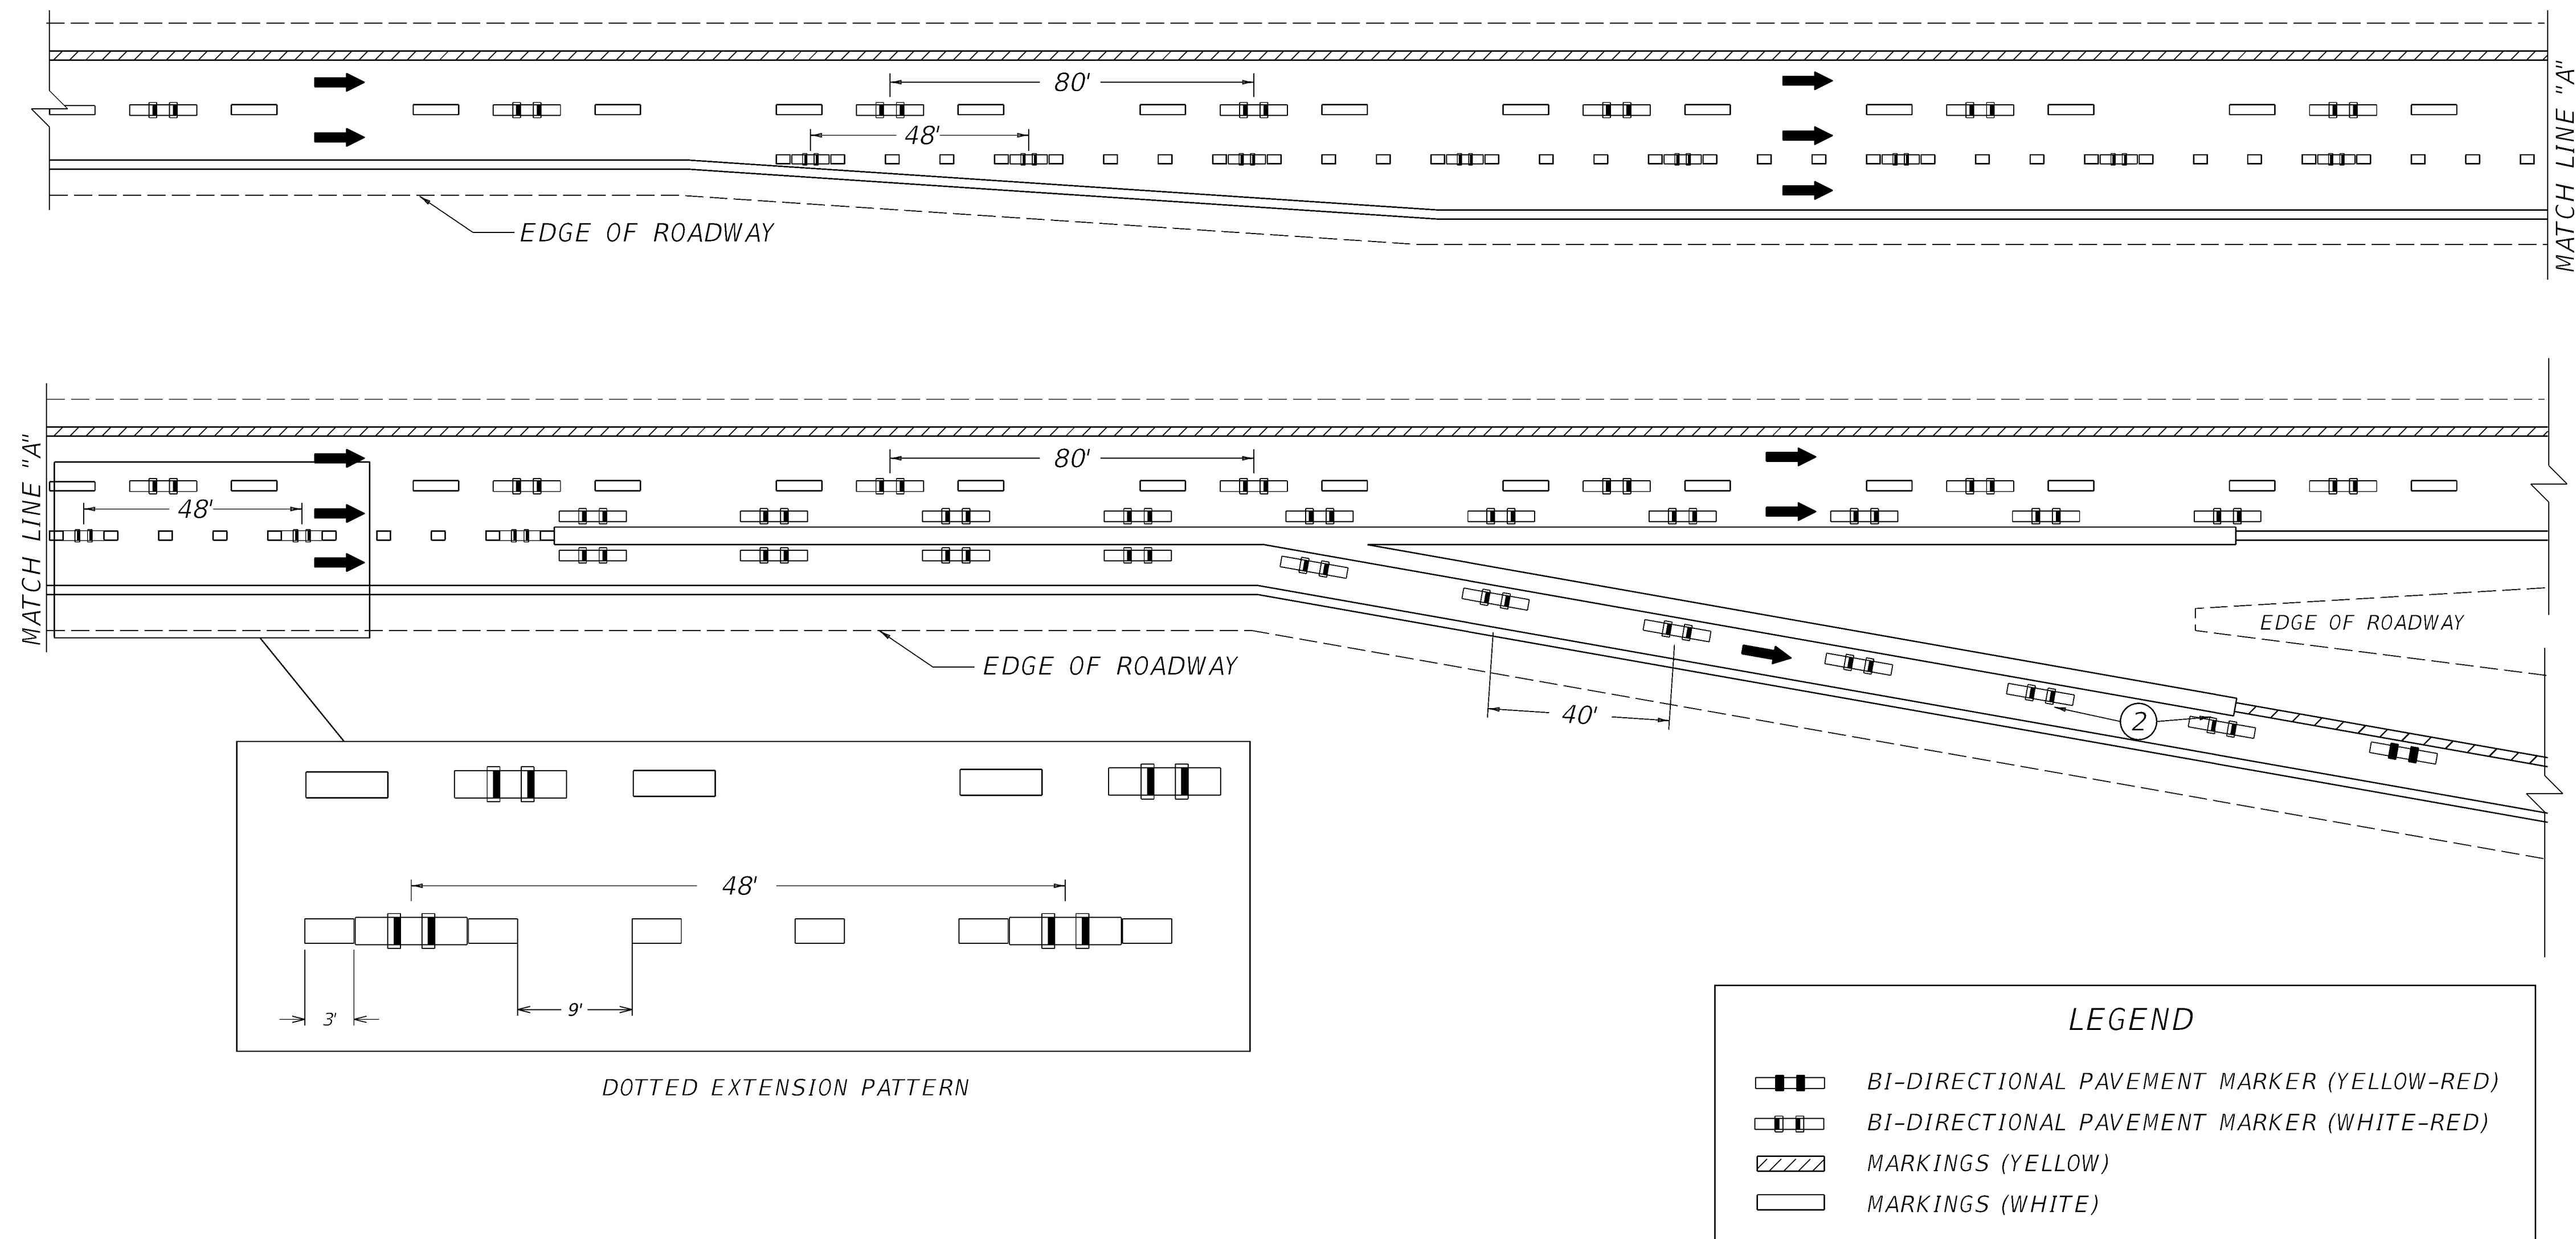 80'
48'
EDGE OF ROADWAY
MATCH LINE "A"
MATCH LINE "A"
80'
48'
EDGE OF ROADWAY
EDGE OF ROADWAY
40'
2
48'
3'
9'
DOTTED EXTENSION PATTERN
LEGEND
BI-DIRECTIONAL PAVEMENT MARKER (YELLOW-RED)
BI-DIRECTIONAL PAVEMENT MARKER (WHITE-RED)
MARKINGS (YELLOW)
MARKINGS (WHITE)